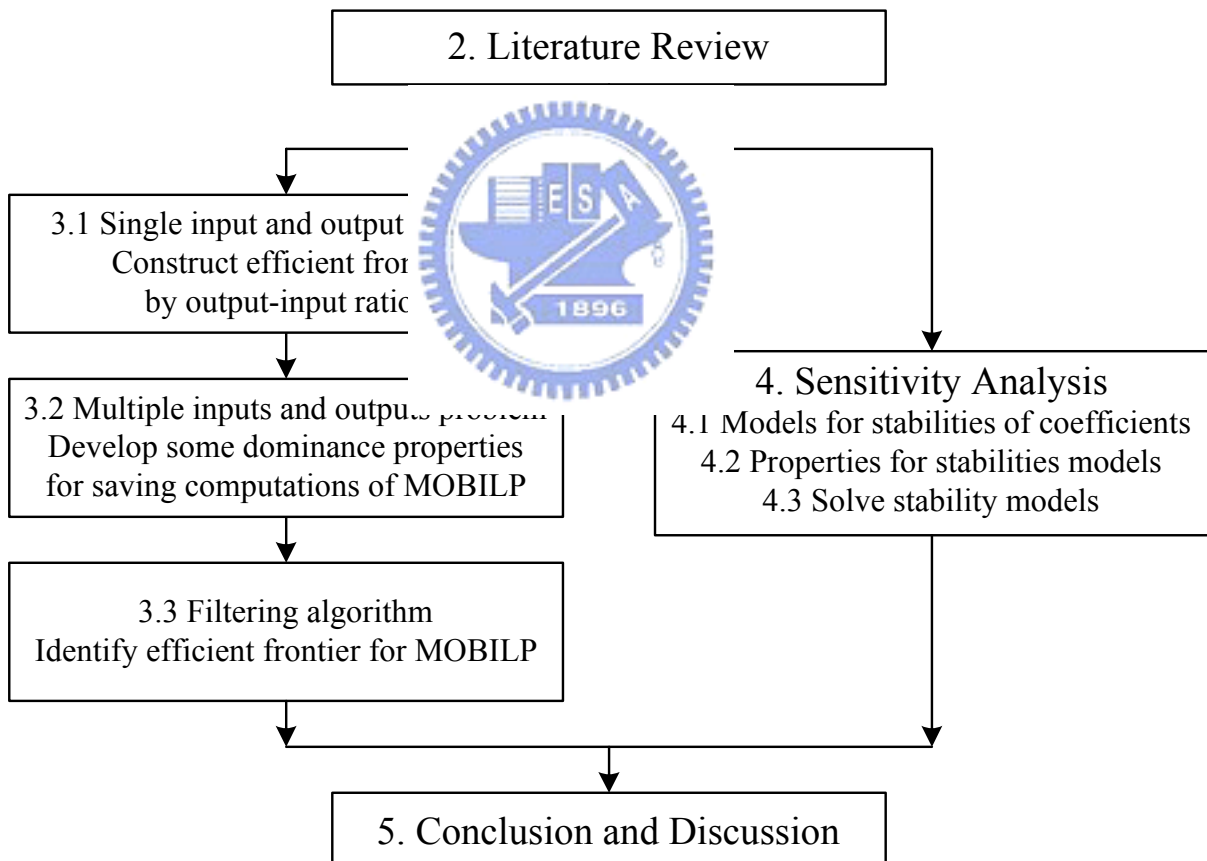 2. Literature Review
3.1 Single input and output
Construct efficient
by output-input ratio
E S A
1896
3.2 Multiple inputs and outputs problem
Develop some dominance properties
for saving computations of MOBILP
3.3 Filtering algorithm
Identify efficient frontier for MOBILP
4. Sensitivity Analysis
4.1 Models for stabilities of coefficients
4.2 Properties for stabilities models
4.3 Solve stability models
5. Conclusion and Discussion